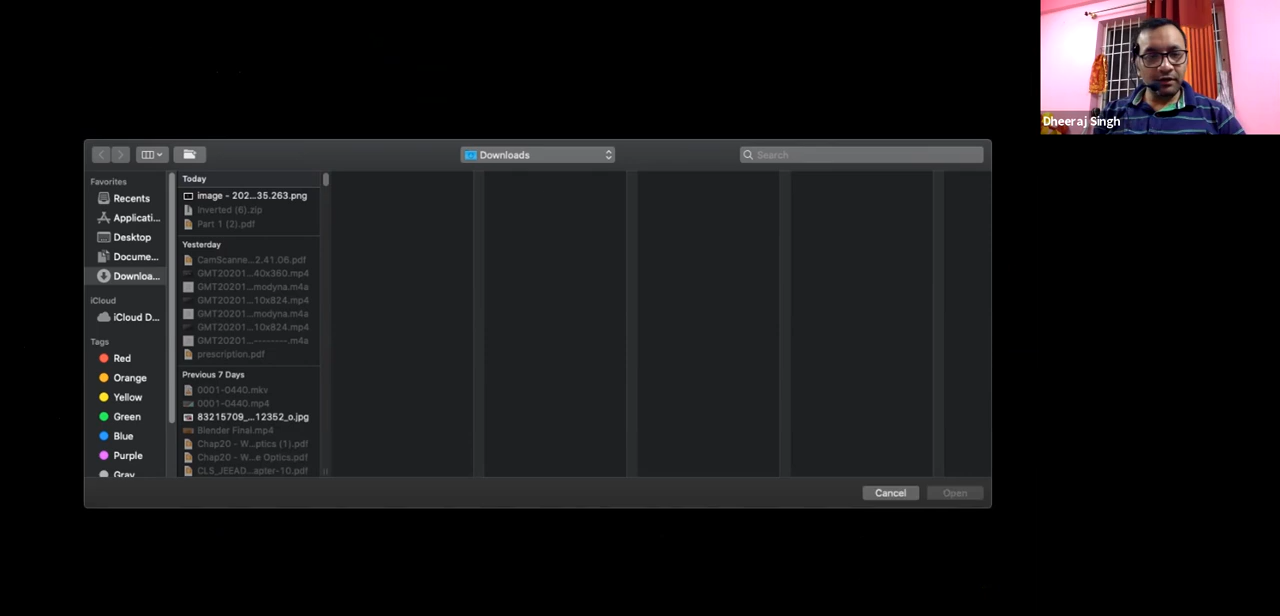 Dheeraj Singh
Downloads
Search
Favorites
Recents
Applicati...
Desktop
Docume...
Downloa...
iCloud
iCloud D...
Tags
Red
Orange
Yellow
Green
Blue
Purple
Gray
Today
image - 202...35.263.png
Inverted (6).zip
Part 1 (2).pdf
Yesterday
CamScanne...2.41.06.pdf
GMT20201...40x360.mp4
GMT20201...modyna.m4a
GMT20201...10x824.mp4
GMT20201...modyna.m4a
GMT20201...10x824.mp4
GMT20201...--------.m4a
prescription.pdf
Previous 7 Days
0001-0440.mkv
0001-0440.mp4
83215709_...12352_o.jpg
Blender Final.mp4
Chap20 - W...ptics (1).pdf
Chap20 - W...e Optics.pdf
CLS_JEEAD...apter-10.pdf
Cancel
Open